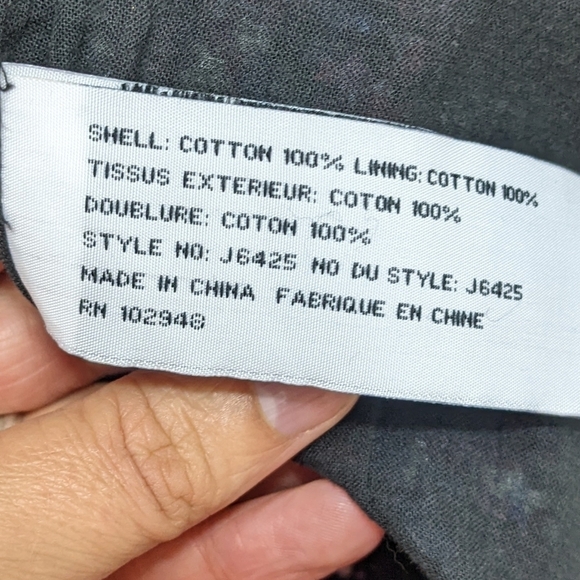 SHELL: COTTON 100% LINING: COTTON 100%
TISSUS EXTERIEUR: COTON 100%
DOUBLURE: COTON 100%
STYLE NO: J6425 NO DU STYLE: J6425
MADE IN CHINA FABRIQUE EN CHINE
RN 102948